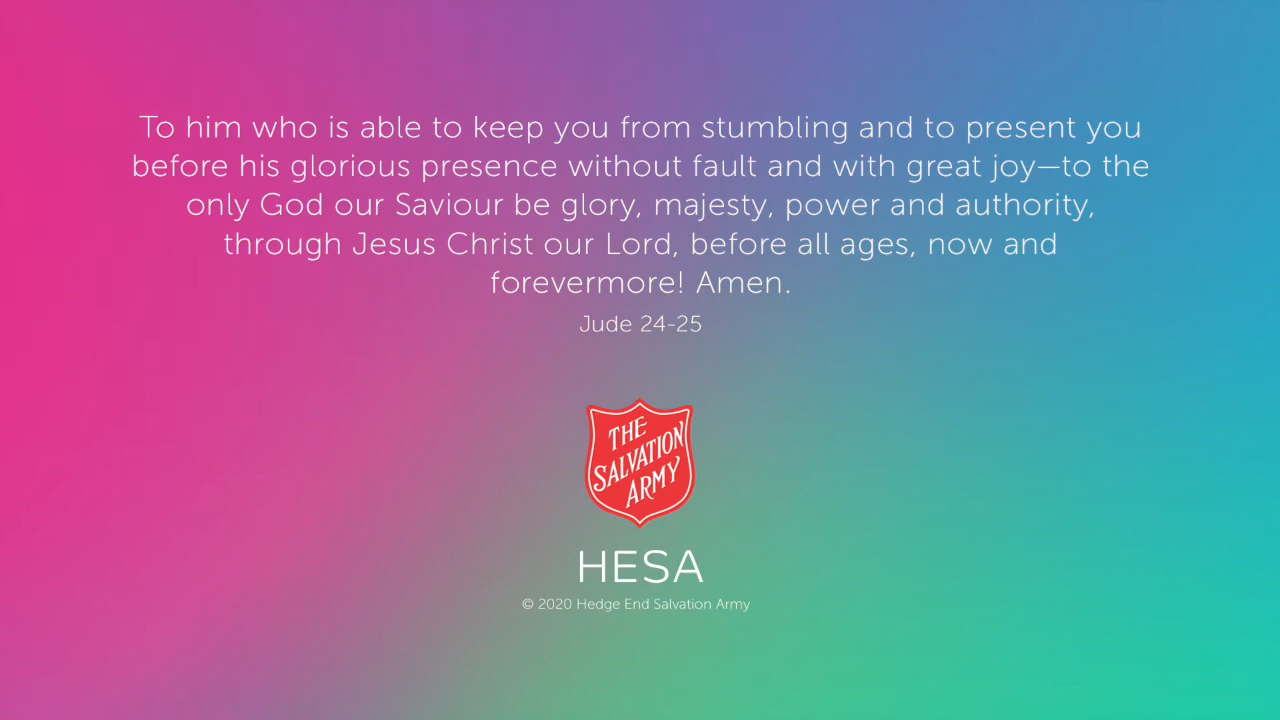 To him who is able to keep you from stumbling and to present you
before his glorious presence without fault and with great joy—to the
only God our Saviour be glory, majesty, power and authority,
through Jesus Christ our Lord, before all ages, now and
forevermore! Amen.
Jude 24-25
THE
SALVATION
ARMY
HESA
© 2020 Hedge End Salvation Army